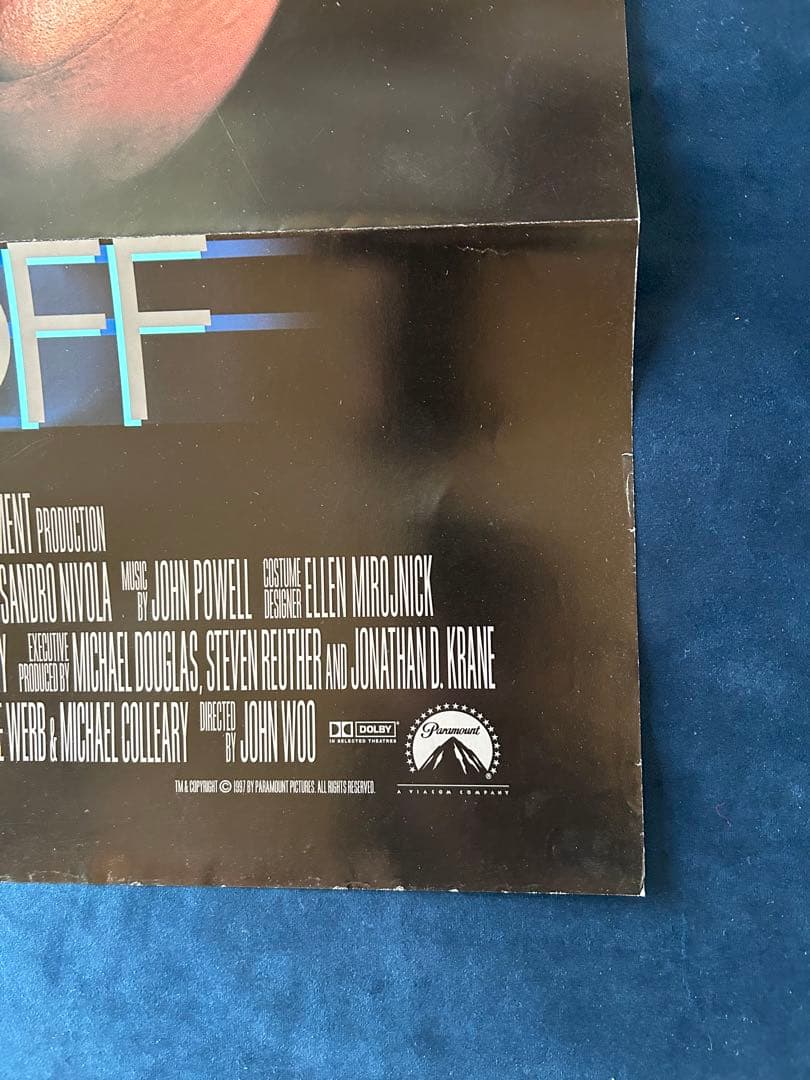 OFF
MENT PRODUCTION
SANDRO NIVOLA MUSIC BY JOHN POWELL COSTUME DESIGNER ELLEN MIROJNICK
Y EXECUTIVE PRODUCED BY MICHAEL DOUGLAS, STEVEN REUTHER AND JONATHAN D. KRANE
E WERB & MICHAEL COLLEARY DIRECTED BY JOHN WOO
DOLBY®
IN SELECTED THEATRES
Paramount®
A VIACOM COMPANY
TM & COPYRIGHT © 1997 BY PARAMOUNT PICTURES. ALL RIGHTS RESERVED.